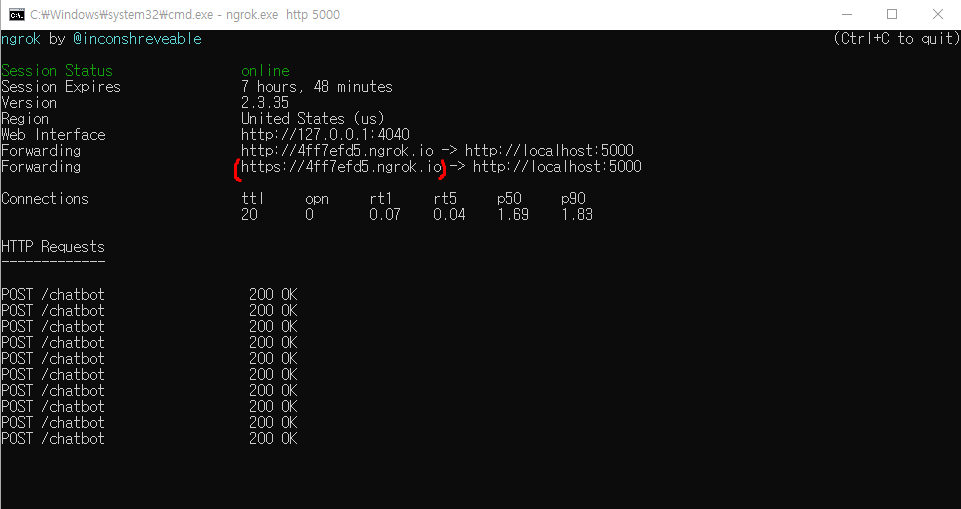 C:₩Windows₩system32₩cmd.exe - ngrok.exe  http 5000
ngrok by @inconshreveable (Ctrl+C to quit)
Session Status online
Session Expires 7 hours, 48 minutes
Version 2.3.35
Region United States (us)
Web Interface http://127.0.0.1:4040
Forwarding http://4ff7efd5.ngrok.io -> http://localhost:5000
Forwarding https://4ff7efd5.ngrok.io -> http://localhost:5000
Connections ttl opn rt1 rt5 p50 p90
20 0 0.07 0.04 1.69 1.83
HTTP Requests
-------------
POST /chatbot 200 OK
POST /chatbot 200 OK
POST /chatbot 200 OK
POST /chatbot 200 OK
POST /chatbot 200 OK
POST /chatbot 200 OK
POST /chatbot 200 OK
POST /chatbot 200 OK
POST /chatbot 200 OK
POST /chatbot 200 OK